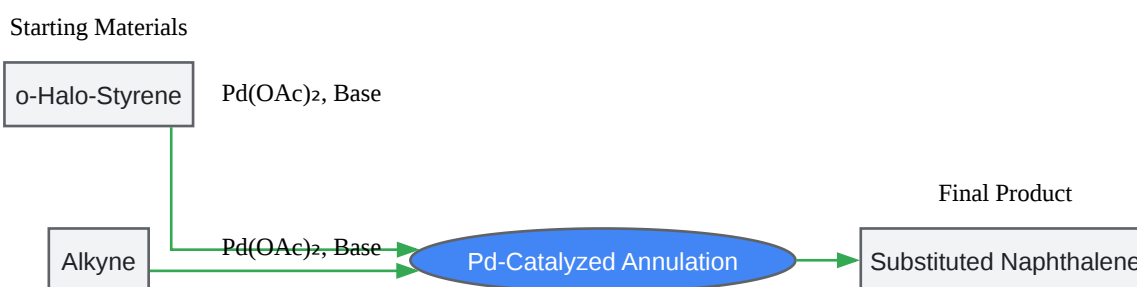 Starting Materials
o-Halo-Styrene
Pd(OAc)₂, Base
Final Product
Alkyne
Pd(OAc)₂, Base
Pd-Catalyzed Annulation
Substituted Naphthalene